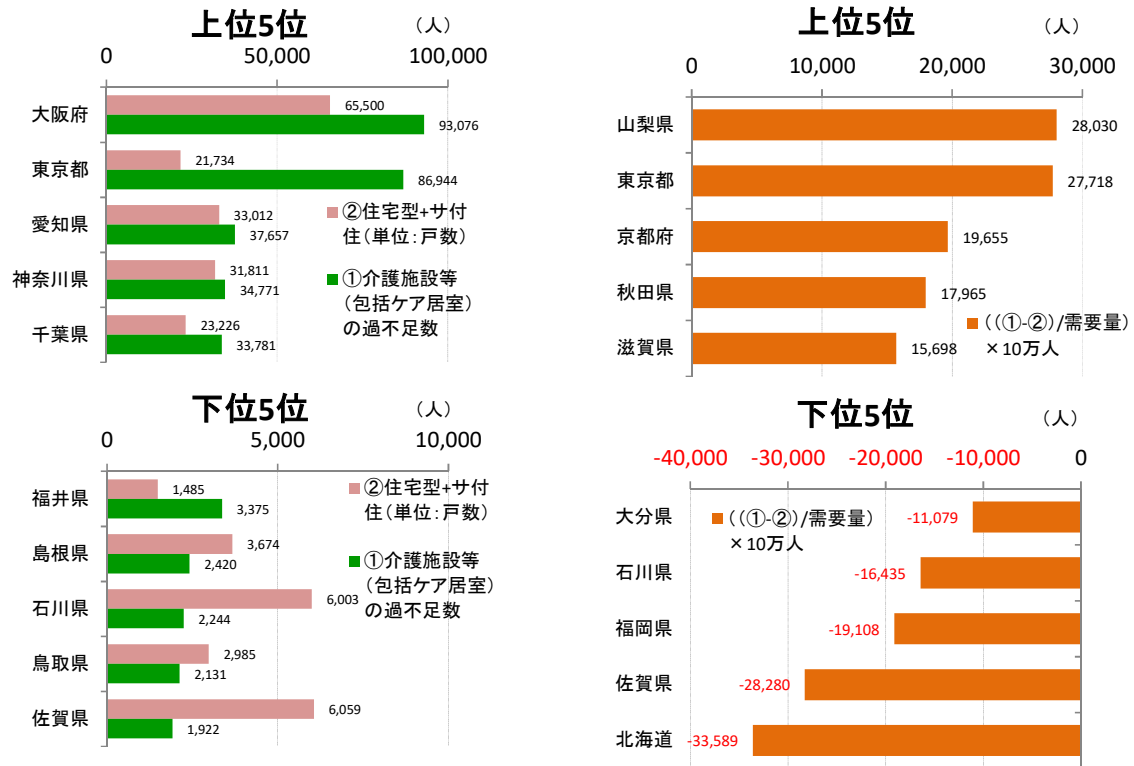 上位5位
（人）
0
50,000
100,000
大阪府
65,500
93,076
東京都
21,734
86,944
愛知県
33,012
37,657
神奈川県
31,811
34,771
千葉県
23,226
33,781
②住宅型+サ付
住（単位：戸数）
①介護施設等
（包括ケア居室）
の過不足数
上位5位
（人）
0
10,000
20,000
30,000
山梨県
28,030
東京都
27,718
京都府
19,655
秋田県
17,965
滋賀県
15,698
（（①-②）/需要量）
×10万人
下位5位
（人）
0
5,000
10,000
福井県
1,485
3,375
島根県
3,674
2,420
石川県
6,003
2,244
鳥取県
2,985
2,131
佐賀県
6,059
1,922
②住宅型+サ付
住（単位：戸数）
①介護施設等
（包括ケア居室）
の過不足数
下位5位
（人）
-40,000
-30,000
-20,000
-10,000
0
（（①-②）/需要量）
×10万人
大分県
-11,079
石川県
-16,435
福岡県
-19,108
佐賀県
-28,280
北海道
-33,589